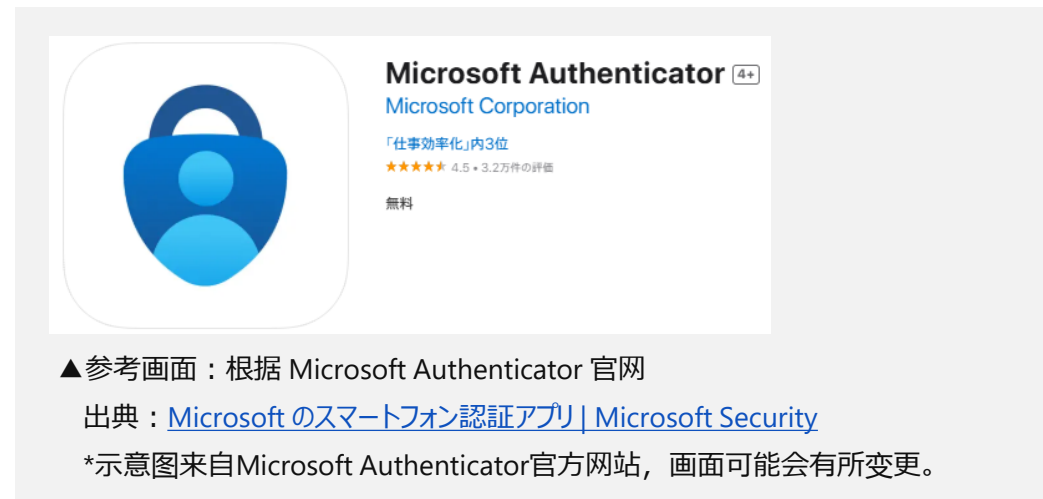 Microsoft Authenticator 4+
Microsoft Corporation
「仕事効率化」内3位
★★★★★ 4.5 • 3.2万件の評価
無料
▲参考画面：根据 Microsoft Authenticator 官网
出典：Microsoft のスマートフォン認証アプリ | Microsoft Security
*示意图来自Microsoft Authenticator官方网站，画面可能会有所变更。